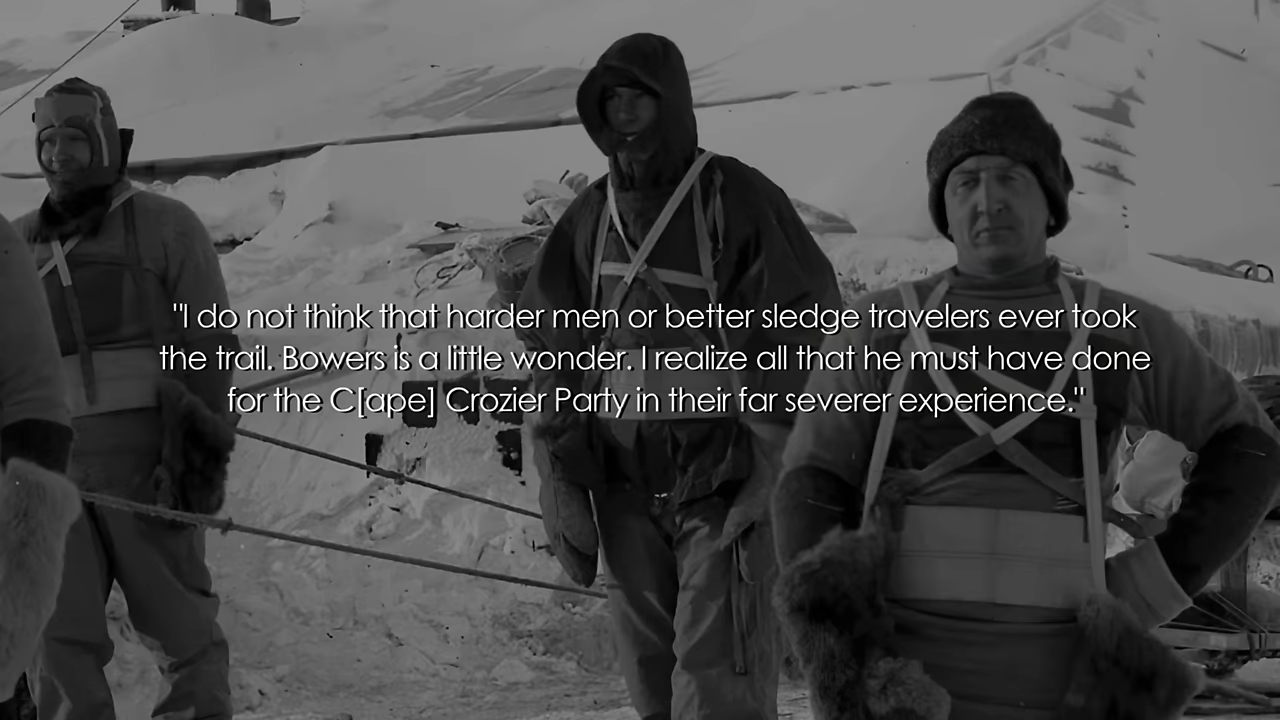 "I do not think that harder men or better sledge travelers ever took
the trail. Bowers is a little wonder. I realize all that he must have done
for the C[ape] Crozier Party in their far severer experience."